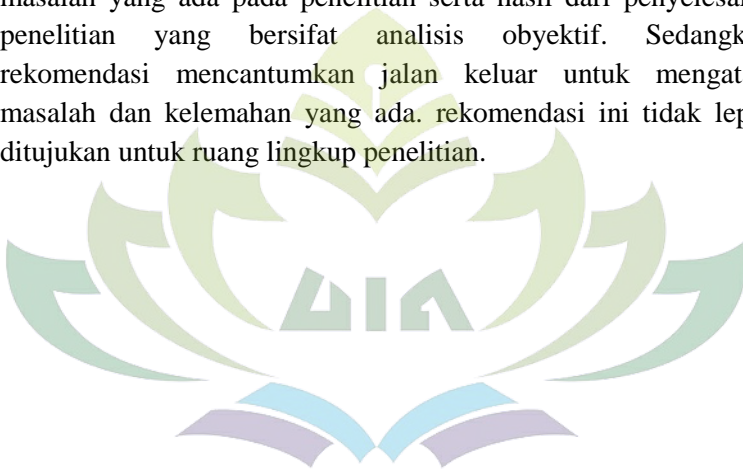 masalah yang ada pada penelitian serta hasil dari penyelesai
penelitian yang bersifat analisis obyektif. Sedangk
rekomendasi mencantumkan jalan keluar untuk mengat
masalah dan kelemahan yang ada. rekomendasi ini tidak lep
ditujukan untuk ruang lingkup penelitian.
UIN